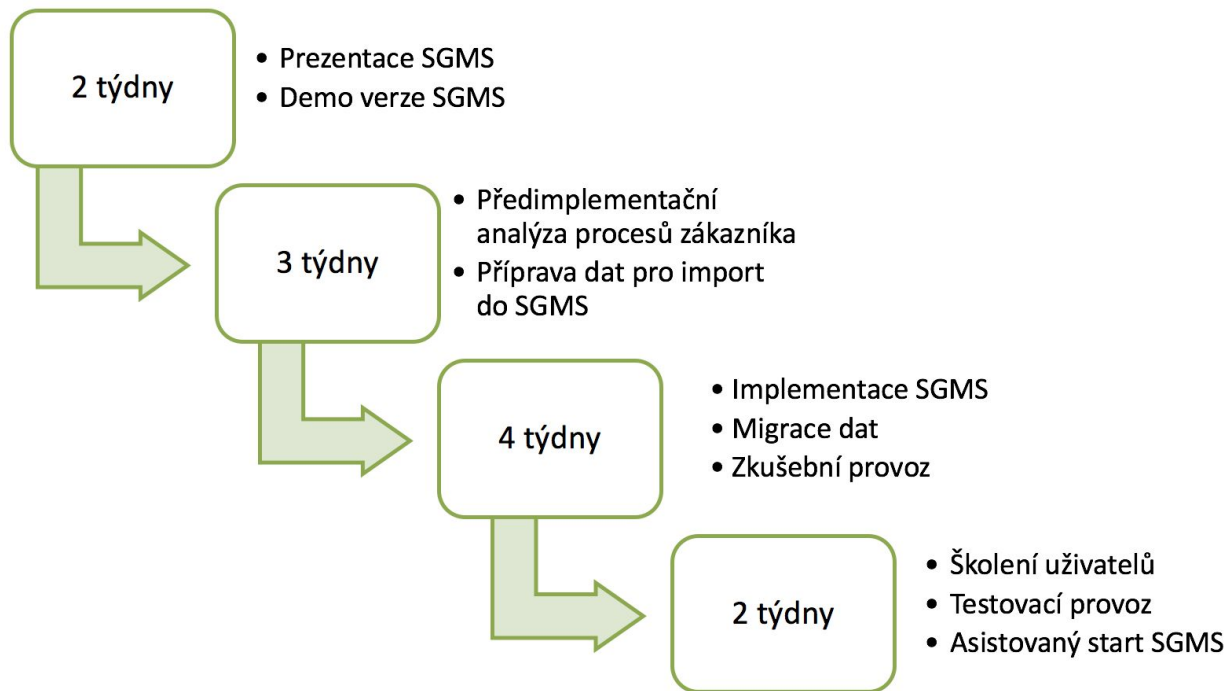 2 týdny
• Prezentace SGMS
• Demo verze SGMS
3 týdny
• Předimplementační
analýza procesů zákazníka
• Příprava dat pro import
do SGMS
4 týdny
• Implementace SGMS
• Migrace dat
• Zkušební provoz
2 týdny
• Školení uživatelů
• Testovací provoz
• Asistovaný start SGMS